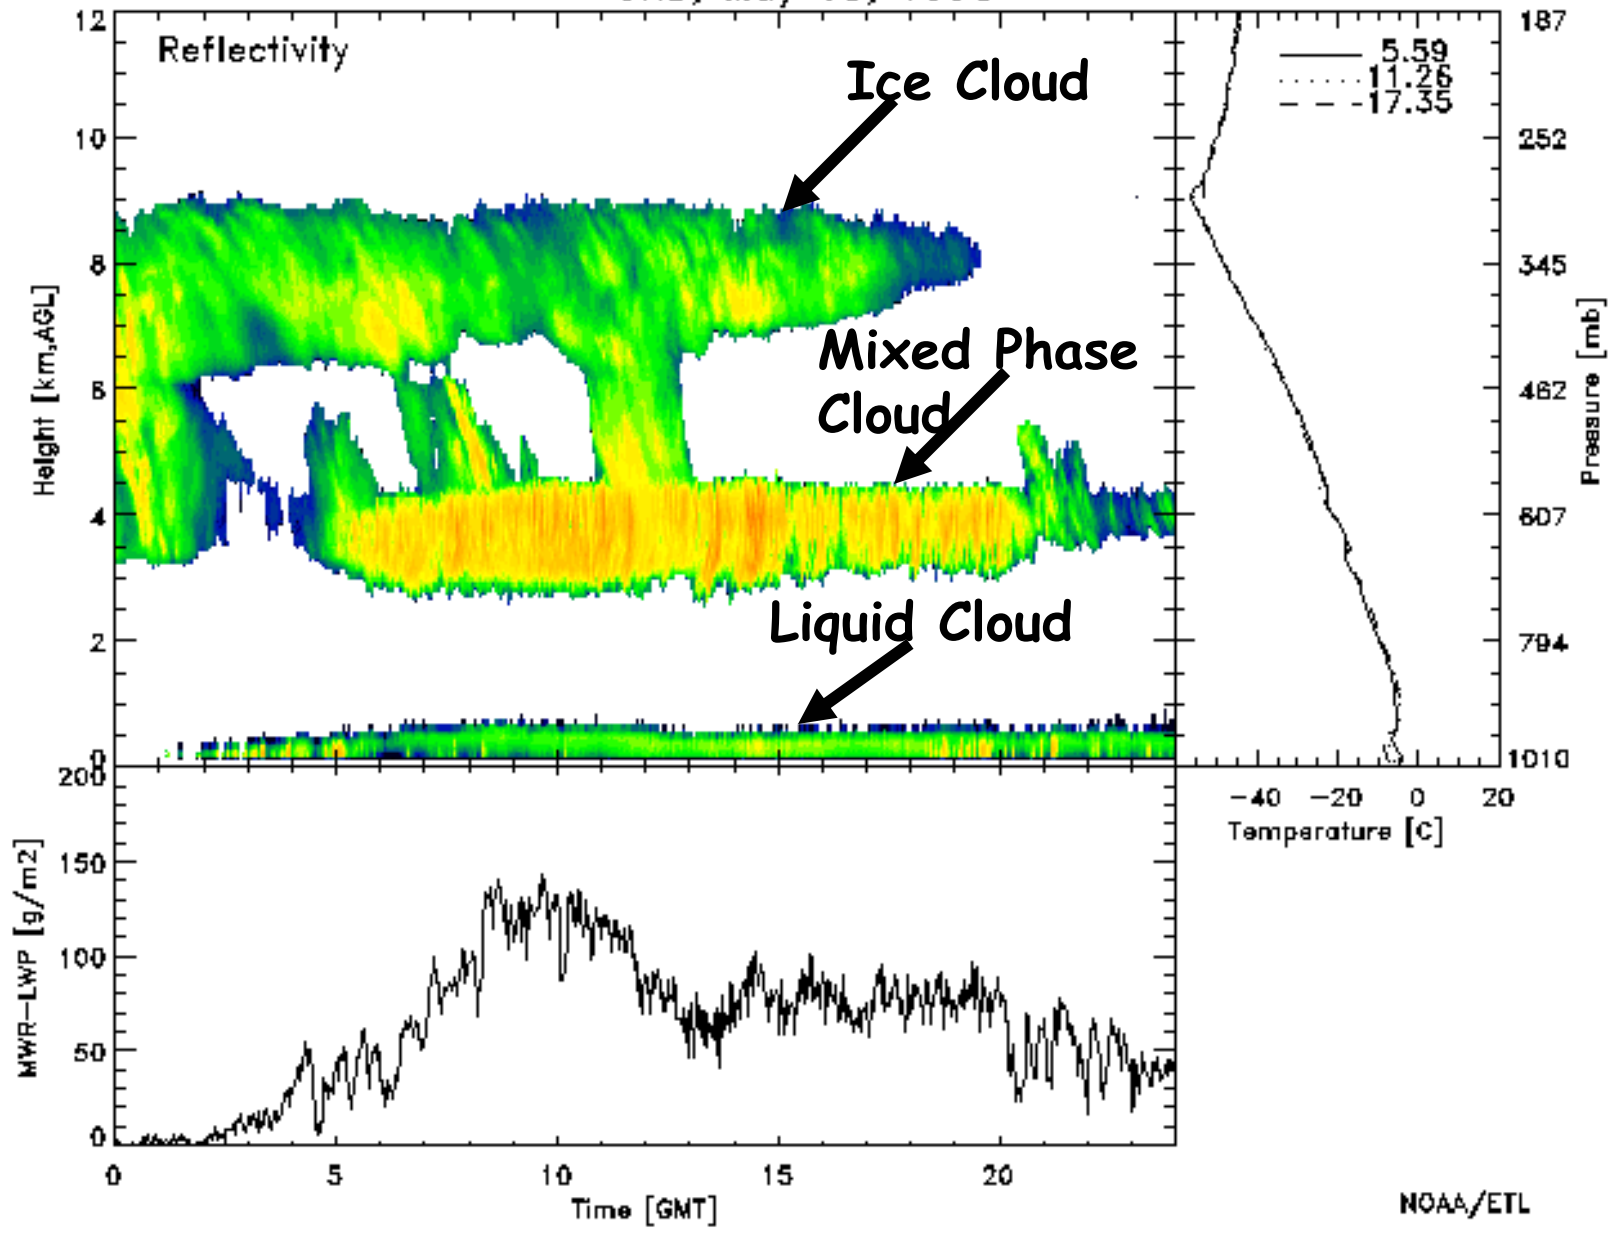 Reflectivity
Ice Cloud
Mixed Phase
Cloud
Liquid Cloud
12
10
8
6
4
2
0
Height [km,AGL]
5.59
11.26
17.35
187
252
345
462
607
794
1010
Pressure [mb]
-40 -20 0 20
Temperature [C]
200
150
100
50
0
MWR-LWP [g/m2]
0 5 10 15 20
Time [GMT]
NOAA/ETL